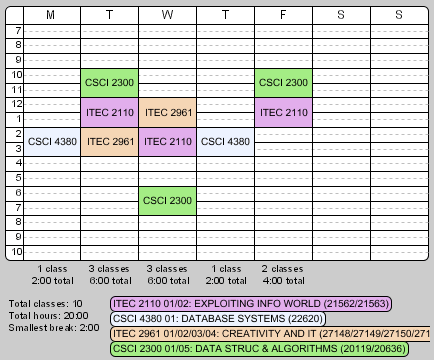 M T W T F S S
7
8
9
10 CSCI 2300 CSCI 2300
11
12 ITEC 2110 ITEC 2961 ITEC 2110
1
2 CSCI 4380 ITEC 2961 ITEC 2110 CSCI 4380
3
4
5
6 CSCI 2300
7
8
9
10
1 class 3 classes 3 classes 1 class 2 classes
2:00 total 6:00 total 6:00 total 2:00 total 4:00 total
Total classes: 10
Total hours: 20:00
Smallest break: 2:00
ITEC 2110 01/02: EXPLOITING INFO WORLD (21562/21563)
CSCI 4380 01: DATABASE SYSTEMS (22620)
ITEC 2961 01/02/03/04: CREATIVITY AND IT (27148/27149/27150/271
CSCI 2300 01/05: DATA STRUC & ALGORITHMS (20119/20636)